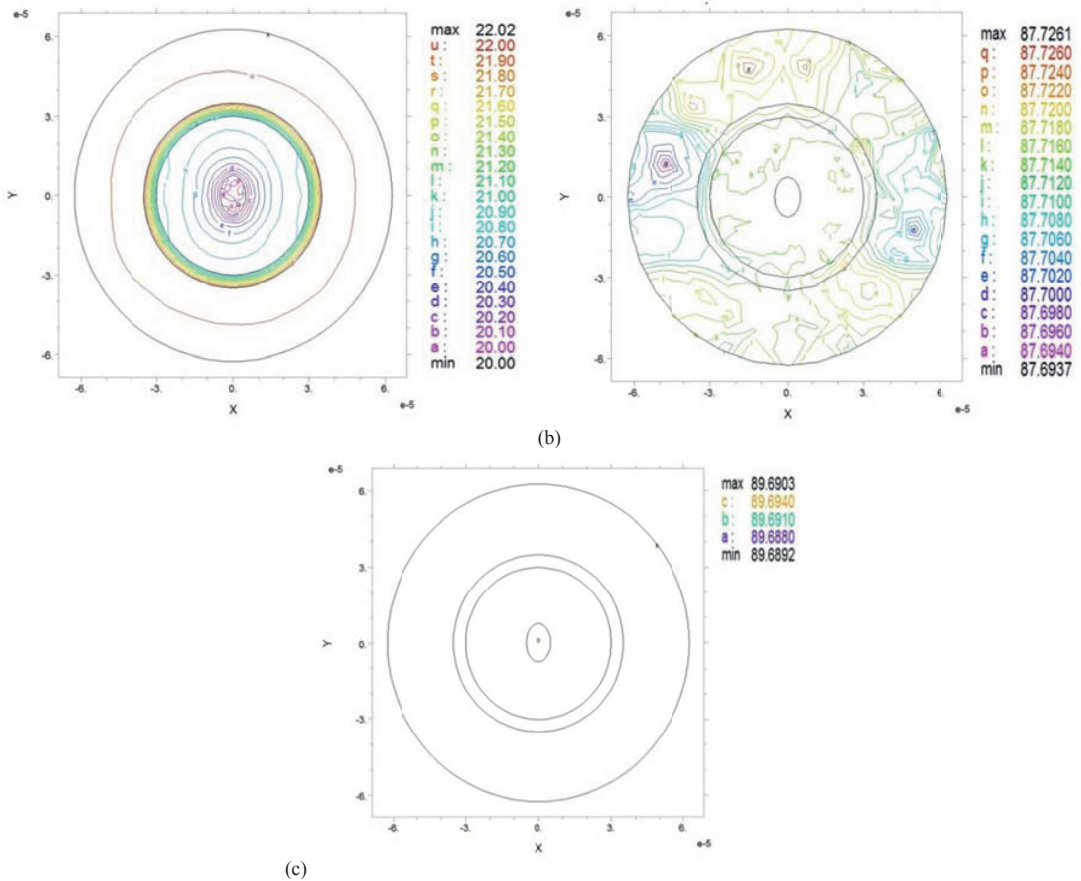 e-5
max 22.02
u : 22.00
t : 21.90
s : 21.80
r : 21.70
q : 21.60
p : 21.50
o : 21.40
n : 21.30
m : 21.20
l : 21.10
k : 21.00
j : 20.90
i : 20.80
h : 20.70
g : 20.60
f : 20.50
e : 20.40
d : 20.30
c : 20.20
b : 20.10
a : 20.00
min 20.00
6.
3.
0.
-3.
-6.
Y
-6. -3. 0. 3. 6.
X
e-5
e-5
max 87.7261
q : 87.7260
p : 87.7240
o : 87.7220
n : 87.7200
m : 87.7180
l : 87.7160
k : 87.7140
j : 87.7120
i : 87.7100
h : 87.7080
g : 87.7060
f : 87.7040
e : 87.7020
d : 87.7000
c : 87.6980
b : 87.6960
a : 87.6940
min 87.6937
6.
3.
0.
-3.
-6.
Y
-6. -3. 0. 3. 6.
X
e-5
(b)
e-5
max 89.6903
c : 89.6940
b : 89.6910
a : 89.6880
min 89.6892
6.
3.
0.
-3.
-6.
Y
-6. -3. 0. 3. 6.
X
e-5
(c)